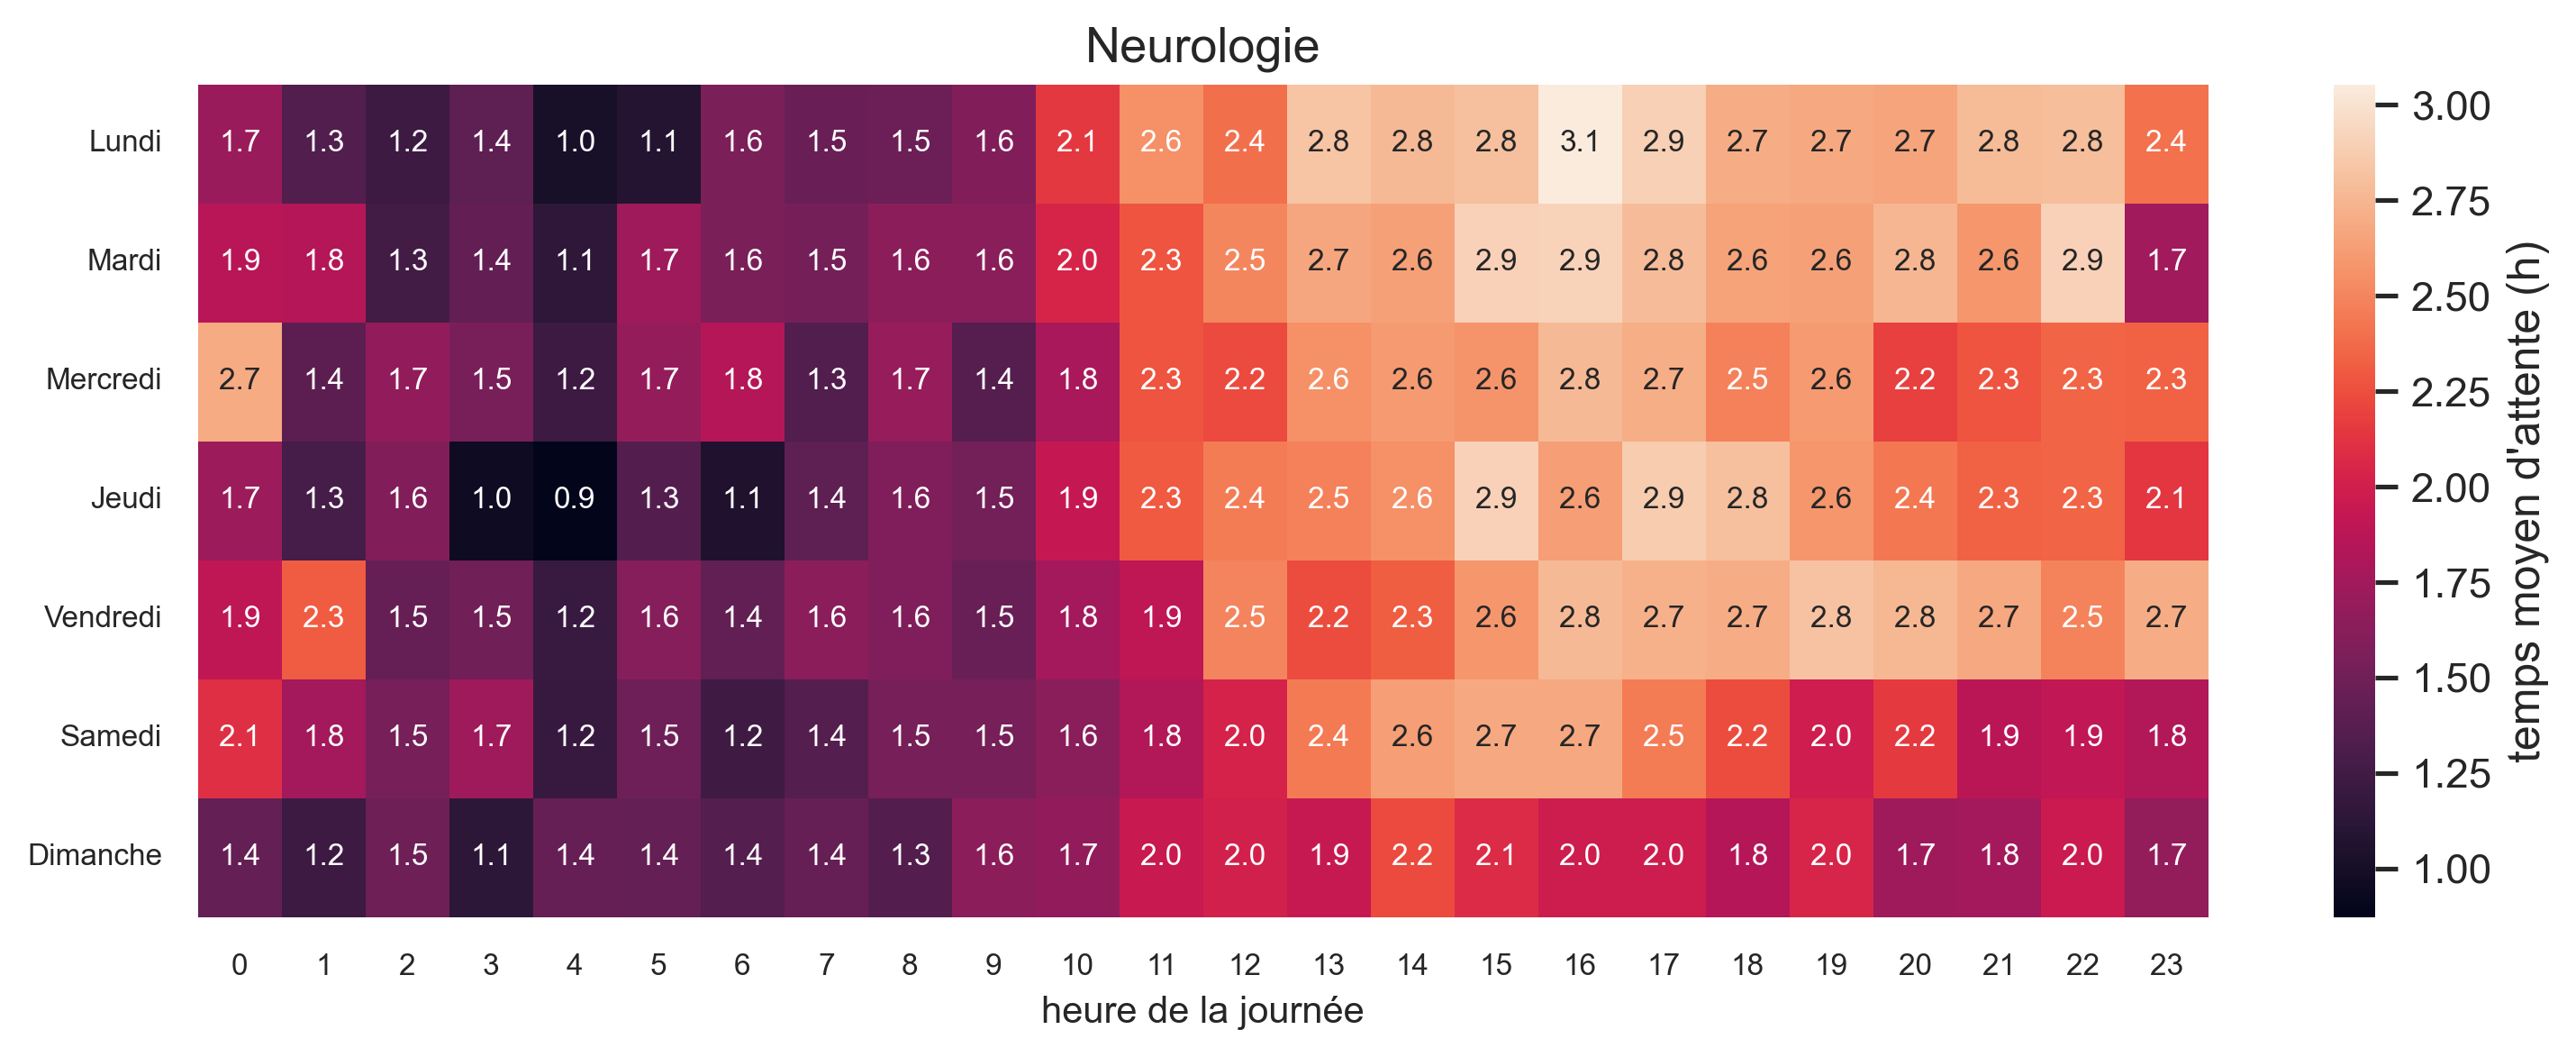 Neurologie
Lundi 1.7 1.3 1.2 1.4 1.0 1.1 1.6 1.5 1.5 1.6 2.1 2.6 2.4 2.8 2.8 2.8 3.1 2.9 2.7 2.7 2.7 2.8 2.8 2.4
Mardi 1.9 1.8 1.3 1.4 1.1 1.7 1.6 1.5 1.6 1.6 2.0 2.3 2.5 2.7 2.6 2.9 2.9 2.8 2.6 2.6 2.8 2.6 2.9 1.7
Mercredi 2.7 1.4 1.7 1.5 1.2 1.7 1.8 1.3 1.7 1.4 1.8 2.3 2.2 2.6 2.6 2.6 2.8 2.7 2.5 2.6 2.2 2.3 2.3 2.3
Jeudi 1.7 1.3 1.6 1.0 0.9 1.3 1.1 1.4 1.6 1.5 1.9 2.3 2.4 2.5 2.6 2.9 2.6 2.9 2.8 2.6 2.4 2.3 2.3 2.1
Vendredi 1.9 2.3 1.5 1.5 1.2 1.6 1.4 1.6 1.6 1.5 1.8 1.9 2.5 2.2 2.3 2.6 2.8 2.7 2.7 2.8 2.8 2.7 2.5 2.7
Samedi 2.1 1.8 1.5 1.7 1.2 1.5 1.2 1.4 1.5 1.5 1.6 1.8 2.0 2.4 2.6 2.7 2.7 2.5 2.2 2.0 2.2 1.9 1.9 1.8
Dimanche 1.4 1.2 1.5 1.1 1.4 1.4 1.4 1.4 1.3 1.6 1.7 2.0 2.0 1.9 2.2 2.1 2.0 2.0 1.8 2.0 1.7 1.8 2.0 1.7
0 1 2 3 4 5 6 7 8 9 10 11 12 13 14 15 16 17 18 19 20 21 22 23
heure de la journée
3.00
2.75
2.50
2.25
2.00
1.75
1.50
1.25
1.00
temps moyen d'attente (h)